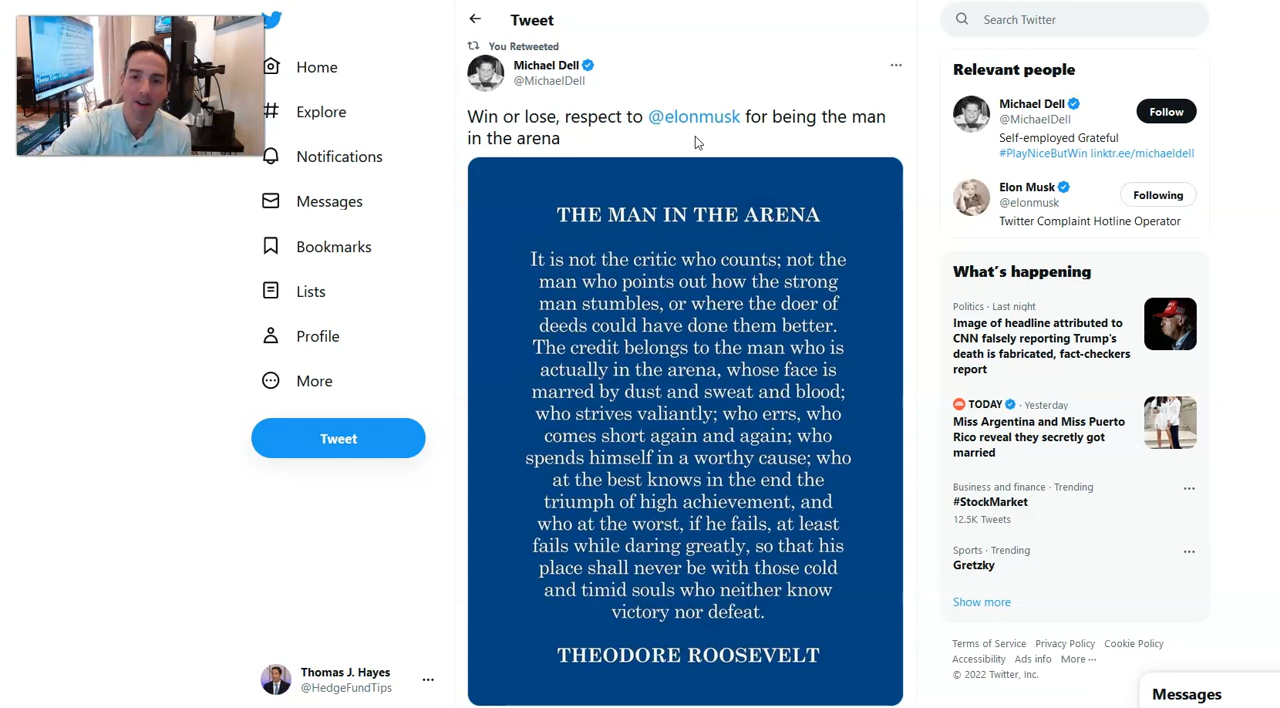 Home
Explore
Notifications
Messages
Bookmarks
Lists
Profile
More
Tweet
Thomas J. Hayes
@HedgeFundTips
Tweet
You Retweeted
Michael Dell
@MichaelDell
Win or lose, respect to @elonmusk for being the man
in the arena
THE MAN IN THE ARENA
It is not the critic who counts; not the
man who points out how the strong
man stumbles, or where the doer of
deeds could have done them better.
The credit belongs to the man who is
actually in the arena, whose face is
marred by dust and sweat and blood;
who strives valiantly; who errs, who
comes short again and again; who
spends himself in a worthy cause; who
at the best knows in the end the
triumph of high achievement, and
who at the worst, if he fails, at least
fails while daring greatly, so that his
place shall never be with those cold
and timid souls who neither know
victory nor defeat.
THEODORE ROOSEVELT
Search Twitter
Relevant people
Michael Dell
@MichaelDell
Follow
Self-employed Grateful
#PlayNiceButWin linktr.ee/michaeldell
Elon Musk
@elonmusk
Following
Twitter Complaint Hotline Operator
What's happening
Politics · Last night
Image of headline attributed to
CNN falsely reporting Trump's
death is fabricated, fact-checkers
report
TODAY · Yesterday
Miss Argentina and Miss Puerto
Rico reveal they secretly got
married
Business and finance · Trending
#StockMarket
12.5K Tweets
Sports · Trending
Gretzky
Show more
Terms of Service Privacy Policy Cookie Policy
Accessibility Ads info More ···
© 2022 Twitter, Inc.
Messages